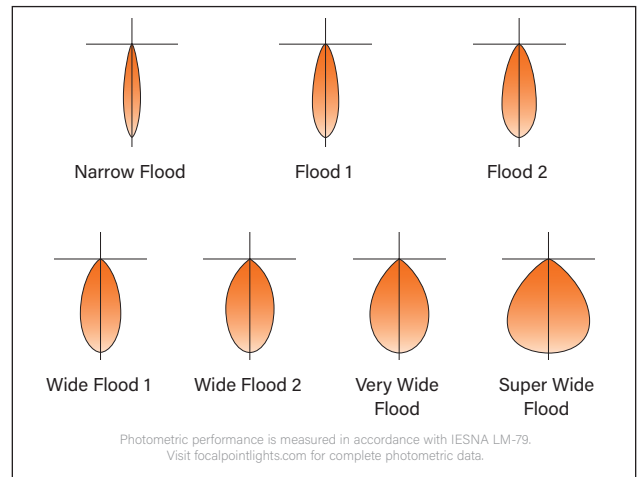 Narrow Flood
Flood 1
Flood 2
Wide Flood 1
Wide Flood 2
Very Wide
Flood
Super Wide
Flood
Photometric performance is measured in accordance with IESNA LM-79.
Visit focalpointlights.com for complete photometric data.